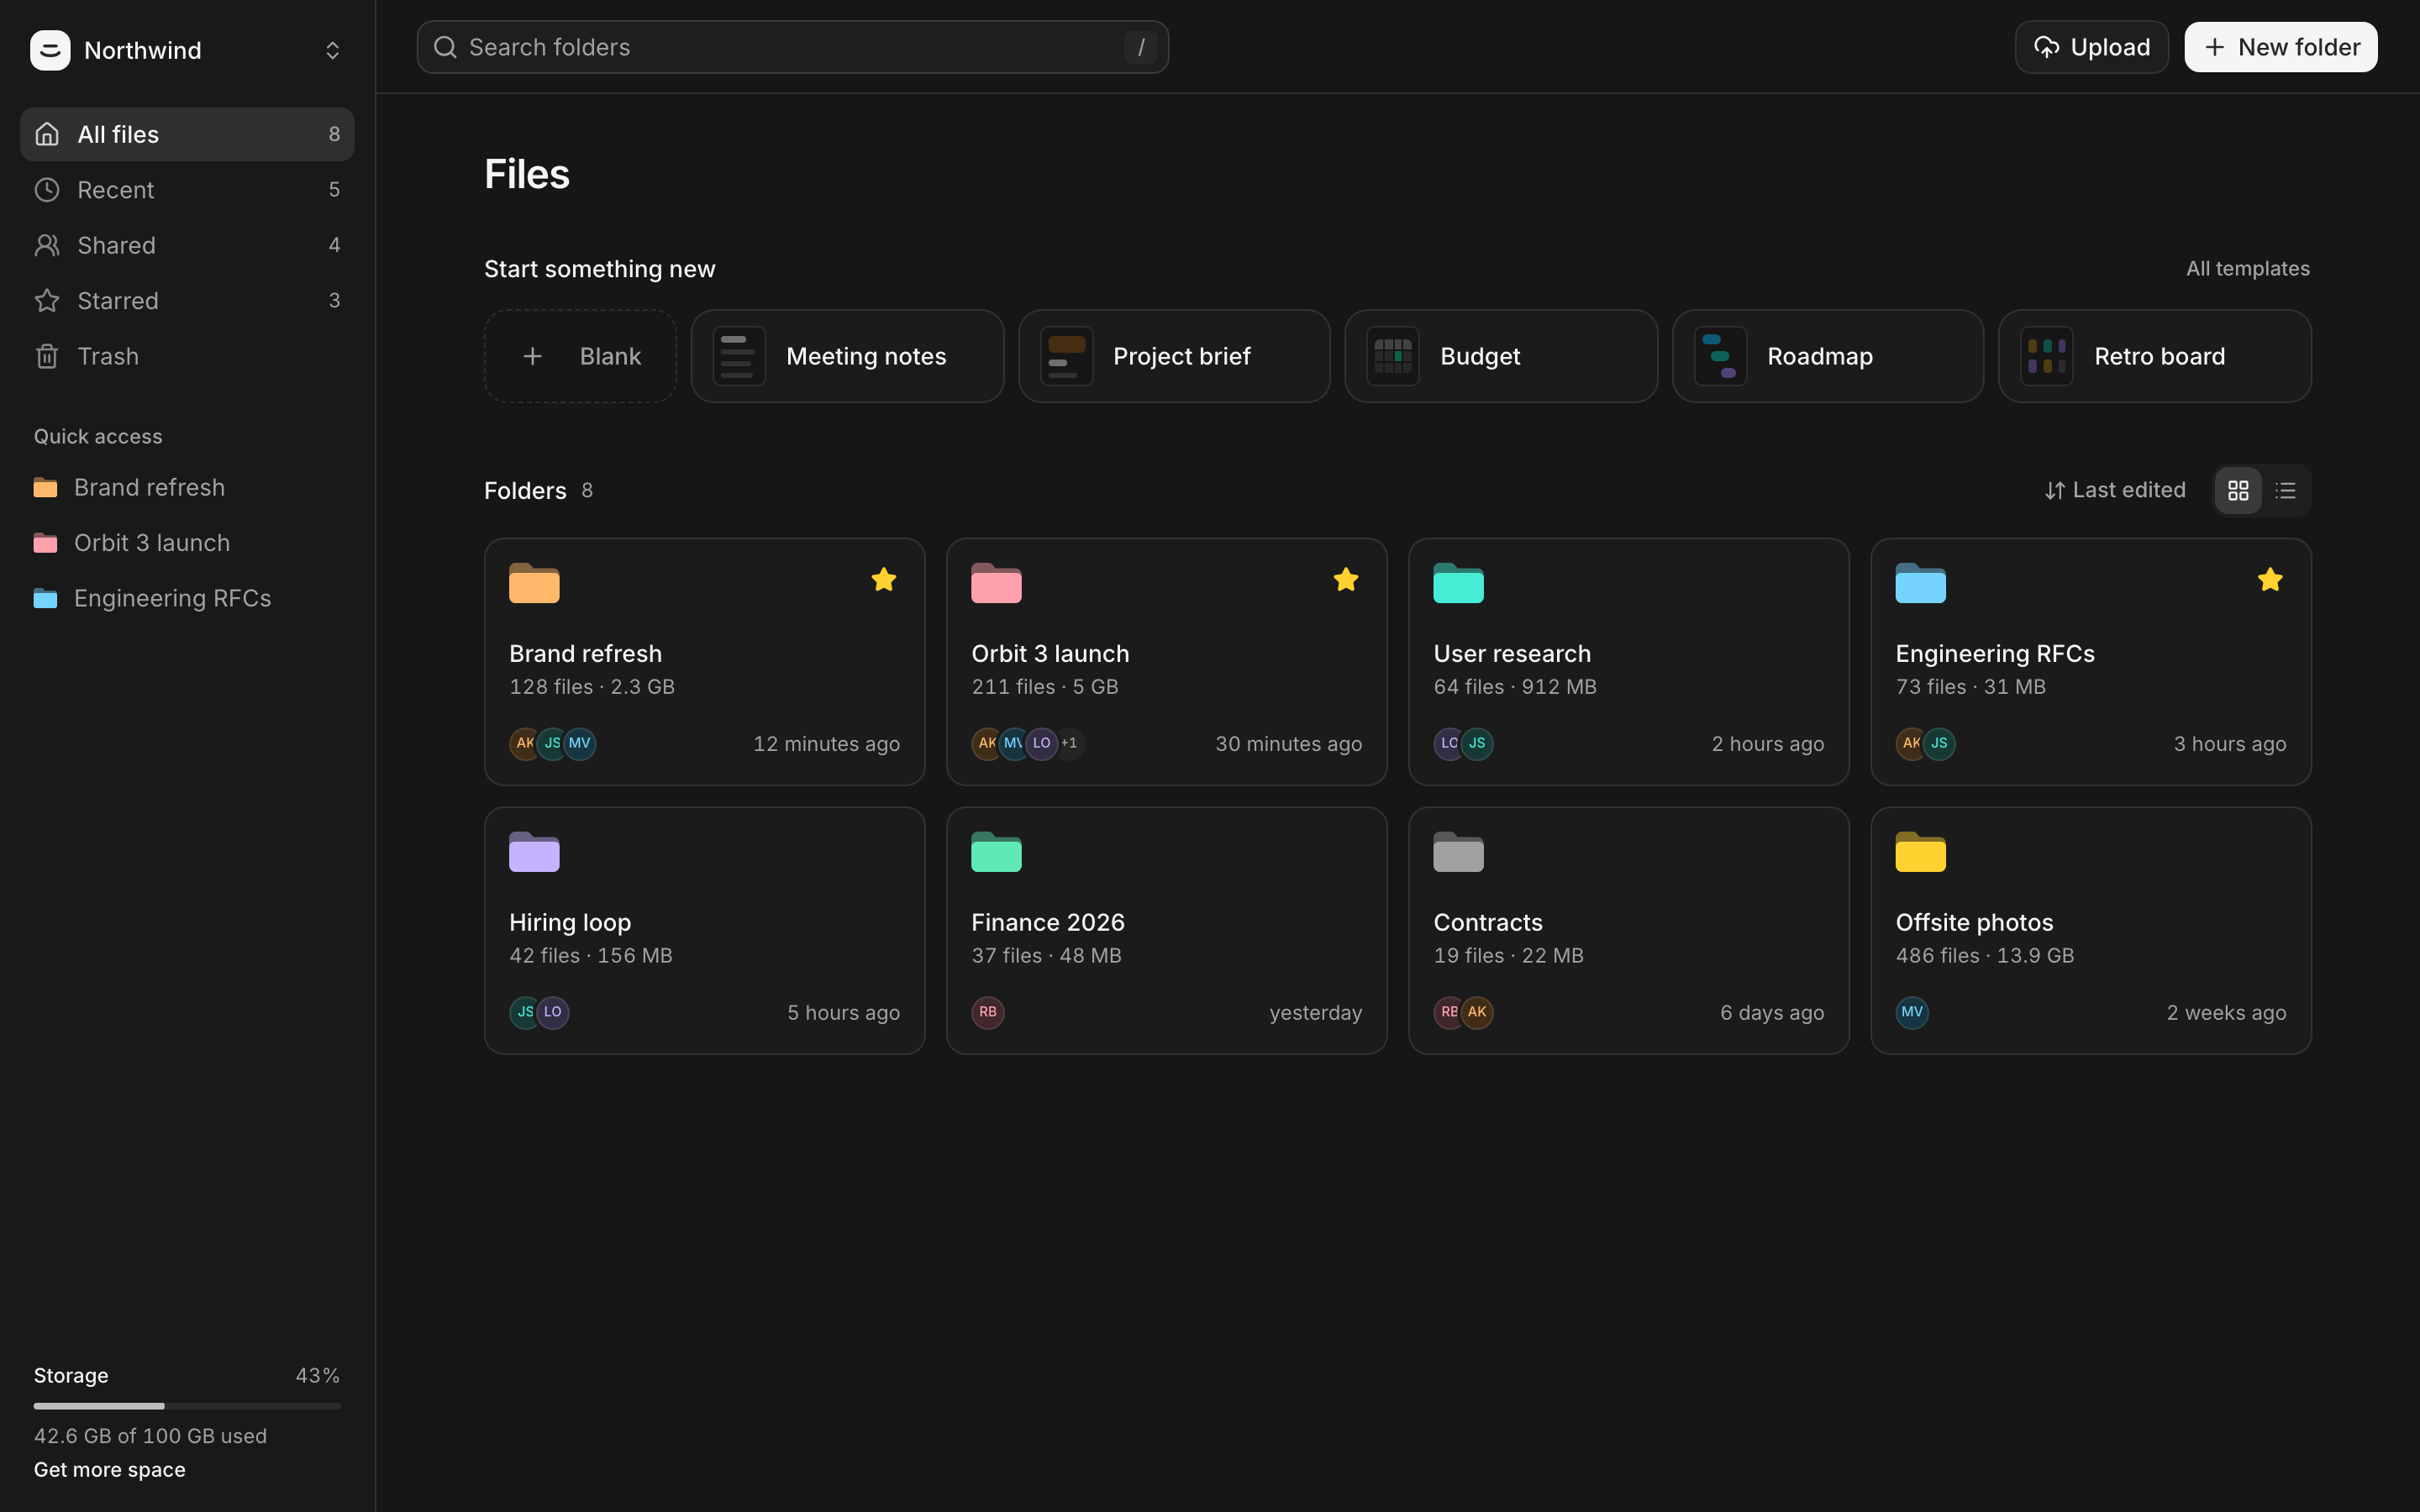 Northwind
All files 8
Recent 5
Shared 4
Starred 3
Trash
Quick access
Brand refresh
Orbit 3 launch
Engineering RFCs
Storage 43%
42.6 GB of 100 GB used
Get more space
Search folders /
Upload
New folder
Files
Start something new
All templates
Blank
Meeting notes
Project brief
Budget
Roadmap
Retro board
Folders 8
Last edited
Brand refresh
128 files · 2.3 GB
AK JS MV 12 minutes ago
Orbit 3 launch
211 files · 5 GB
AK MV LO +1 30 minutes ago
User research
64 files · 912 MB
LO JS 2 hours ago
Engineering RFCs
73 files · 31 MB
AK JS 3 hours ago
Hiring loop
42 files · 156 MB
JS LO 5 hours ago
Finance 2026
37 files · 48 MB
RB yesterday
Contracts
19 files · 22 MB
RB AK 6 days ago
Offsite photos
486 files · 13.9 GB
MV 2 weeks ago